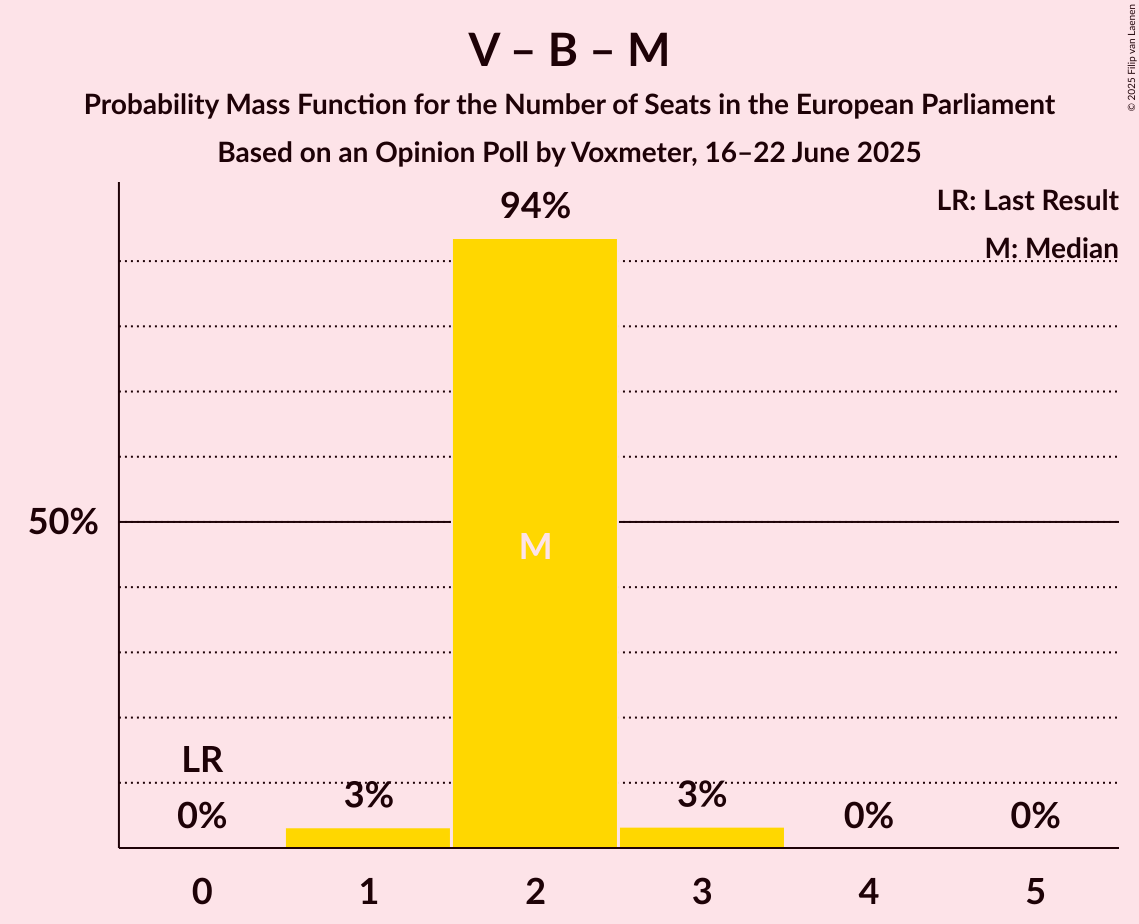 V – B – M
Probability Mass Function for the Number of Seats in the European Parliament
Based on an Opinion Poll by Voxmeter, 16–22 June 2025
© 2025 Filip van Laenen
LR: Last Result
M: Median
94%
50%
M
LR
0%
3%
3%
0%
0%
0 1 2 3 4 5